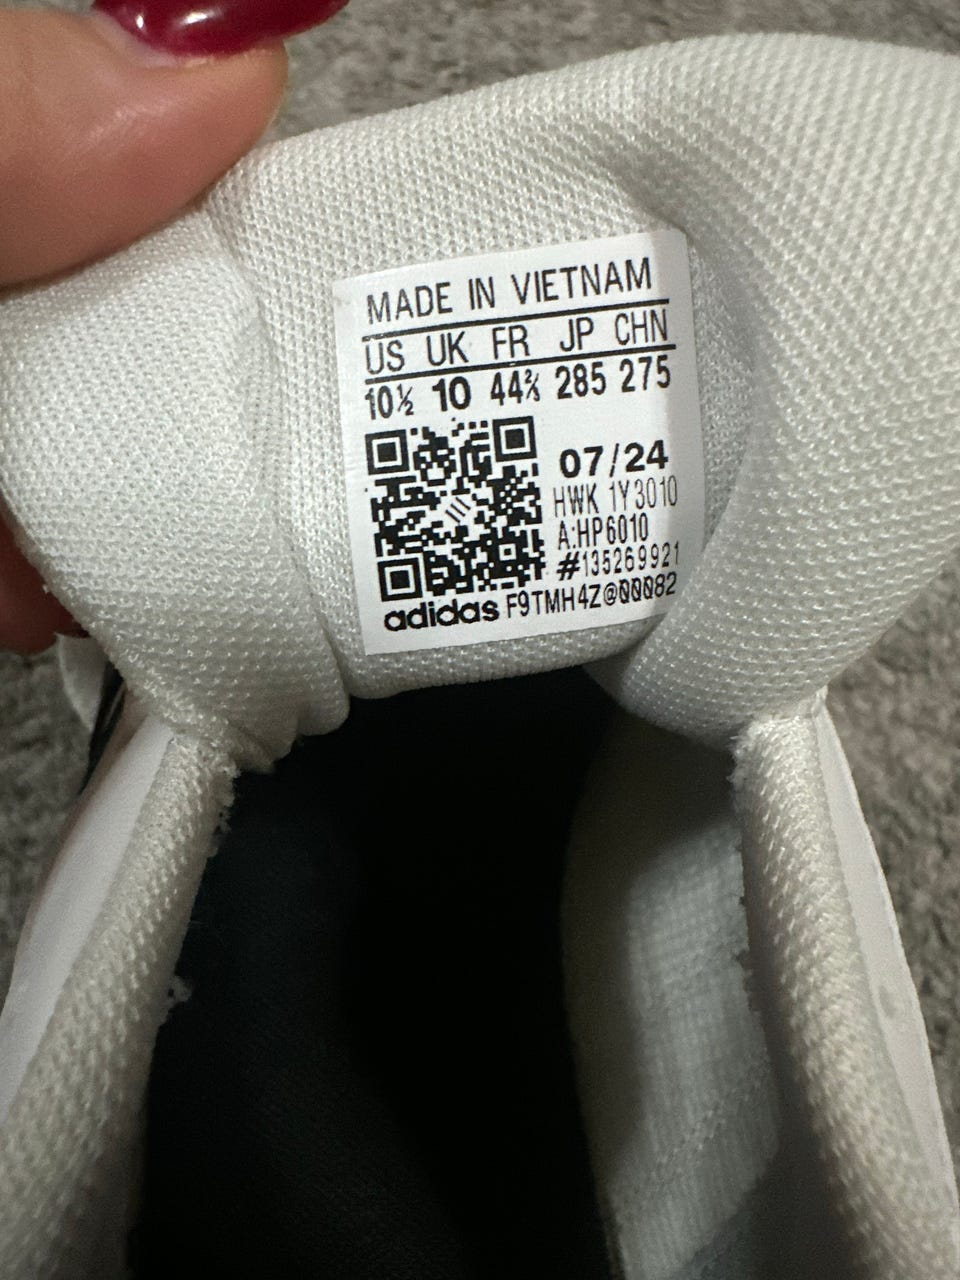 MADE IN VIETNAM
US UK FR JP CHN
10½ 10 44⅔ 285 275
07/24
HWK 1Y3010
A:HP6010
#135269921
adidas F9TMH4Z@00082